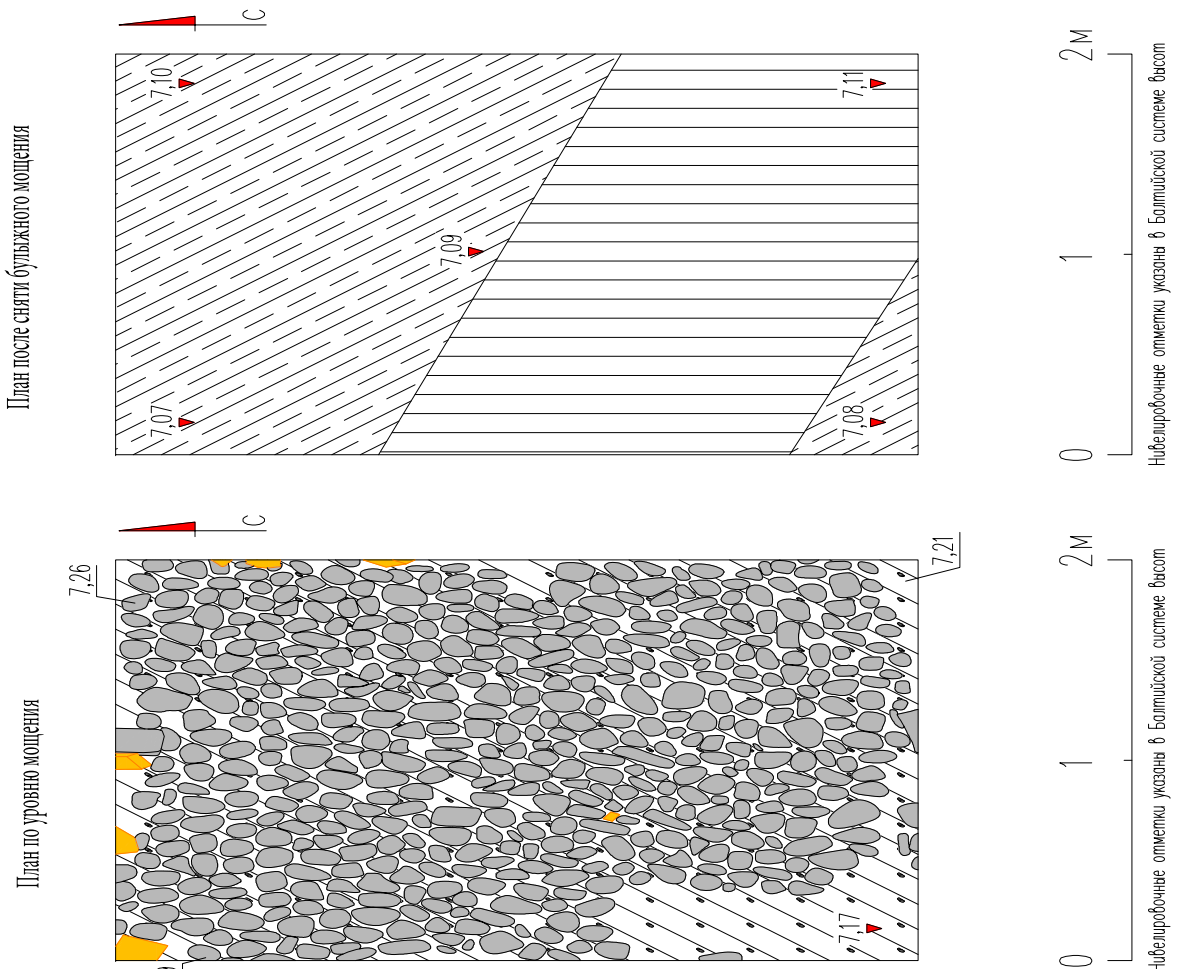 План по уровню мощения
С
7,26
7,21
7,17
0 1 2 М
Нивелировочные отметки указаны в Балтийской системе высот
План после сняти булыжного мощения
С
7,10
7,11
7,09
7,07
7,08
0 1 2 М
Нивелировочные отметки указаны в Балтийской системе высот